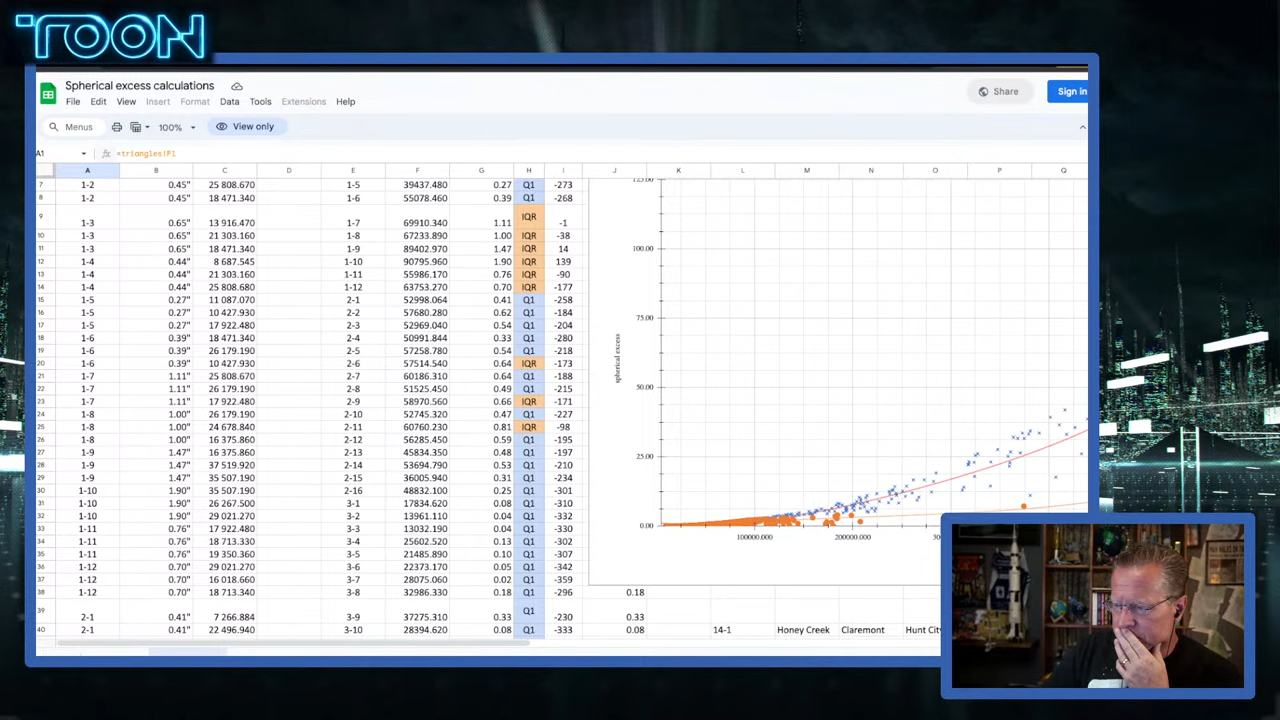 TOON
Spherical excess calculations
File Edit View Insert Format Data Tools Extensions Help
Share
Sign in
Menus 100% View only
A1 =triangles!P1
A B C D E F G H I J K L M N O P Q
7 1-2 0.45" 25 808.670 1-5 39437.480 0.27 Q1 -273
8 1-2 0.45" 18 471.340 1-6 55078.460 0.39 Q1 -268
9 1-3 0.65" 13 916.470 1-7 69910.340 1.11 IQR -1
10 1-3 0.65" 21 303.160 1-8 67233.890 1.00 IQR -38
11 1-3 0.65" 18 471.340 1-9 89402.970 1.47 IQR 14
12 1-4 0.44" 8 687.545 1-10 90795.960 1.90 IQR 139
13 1-4 0.44" 21 303.160 1-11 55986.170 0.76 IQR -90
14 1-4 0.44" 25 808.680 1-12 63753.270 0.70 IQR -177
15 1-5 0.27" 11 087.070 2-1 52998.064 0.41 Q1 -258
16 1-5 0.27" 10 427.930 2-2 57680.280 0.62 Q1 -184
17 1-5 0.27" 17 922.480 2-3 52969.040 0.54 Q1 -204
18 1-6 0.39" 18 471.340 2-4 50991.844 0.33 Q1 -280
19 1-6 0.39" 26 179.190 2-5 57258.780 0.54 Q1 -218
20 1-6 0.39" 10 427.930 2-6 57514.540 0.64 IQR -173
21 1-7 1.11" 25 808.670 2-7 60186.310 0.64 Q1 -188
22 1-7 1.11" 26 179.190 2-8 51525.450 0.49 Q1 -215
23 1-7 1.11" 17 922.480 2-9 58970.560 0.66 IQR -171
24 1-8 1.00" 26 179.190 2-10 52745.320 0.47 Q1 -227
25 1-8 1.00" 24 678.840 2-11 60760.230 0.81 IQR -98
26 1-8 1.00" 16 375.860 2-12 56285.450 0.59 Q1 -195
27 1-9 1.47" 16 375.860 2-13 45834.350 0.48 Q1 -197
28 1-9 1.47" 37 519.920 2-14 53694.790 0.53 Q1 -210
29 1-9 1.47" 35 507.190 2-15 36005.940 0.31 Q1 -234
30 1-10 1.90" 35 507.190 2-16 48832.100 0.25 Q1 -301
31 1-10 1.90" 26 267.500 3-1 17834.620 0.08 Q1 -310
32 1-10 1.90" 29 021.270 3-2 13961.110 0.04 Q1 -332
33 1-11 0.76" 17 922.480 3-3 13032.190 0.04 Q1 -330
34 1-11 0.76" 18 713.330 3-4 25602.520 0.13 Q1 -302
35 1-11 0.76" 19 350.360 3-5 21485.890 0.10 Q1 -307
36 1-12 0.70" 29 021.270 3-6 22373.170 0.05 Q1 -342
37 1-12 0.70" 16 018.660 3-7 28075.060 0.02 Q1 -359
38 1-12 0.70" 18 713.340 3-8 32986.330 0.18 Q1 -296 0.18
39 2-1 0.41" 7 266.884 3-9 37275.310 0.33 Q1 -230 0.33
40 2-1 0.41" 22 496.940 3-10 28394.620 0.08 Q1 -333 0.08 14-1 Honey Creek Claremont Hunt City
125.00
100.00
75.00
50.00
25.00
0.00
spherical excess
100000.000 200000.000